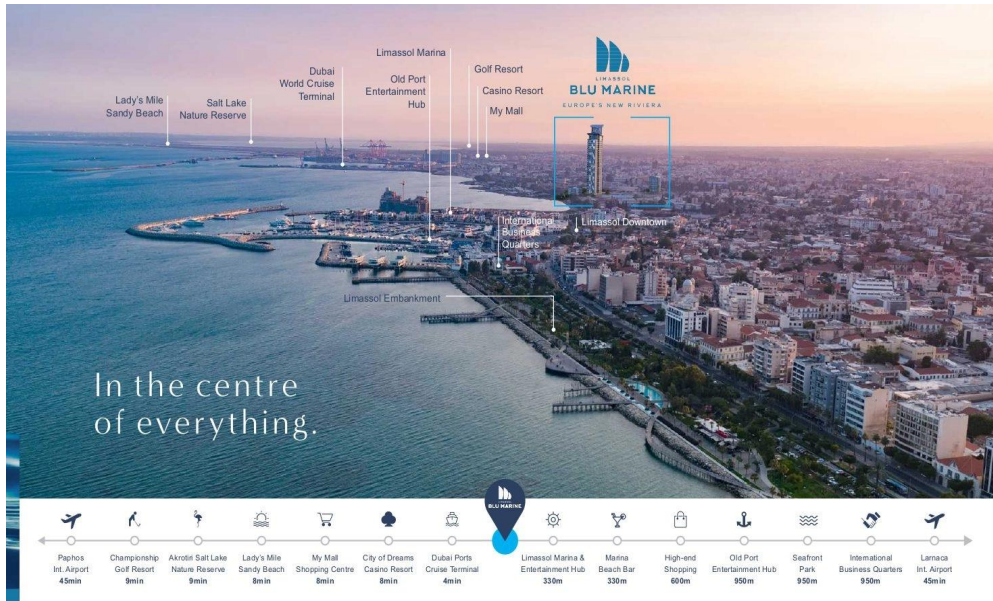 Limassol Marina
Dubai
World Cruise
Terminal
Old Port
Entertainment
Hub
Golf Resort
Casino Resort
My Mall
LIMASSOL
BLU MARINE
EUROPE'S NEW RIVIERA
Lady's Mile
Sandy Beach
Salt Lake
Nature Reserve
International
Business
Quarters
Limassol Downtown
Limassol Embankment
In the centre
of everything.
BLU MARINE
Paphos
Int. Airport
45min
Championship
Golf Resort
9min
Akrotiri Salt Lake
Nature Reserve
9min
Lady's Mile
Sandy Beach
8min
My Mall
Shopping Centre
8min
City of Dreams
Casino Resort
8min
Dubai Ports
Cruise Terminal
4min
Limassol Marina &
Entertainment Hub
330m
Marina
Beach Bar
330m
High-end
Shopping
600m
Old Port
Entertainment Hub
950m
Seafront
Park
950m
International
Business Quarters
950m
Larnaca
Int. Airport
45min